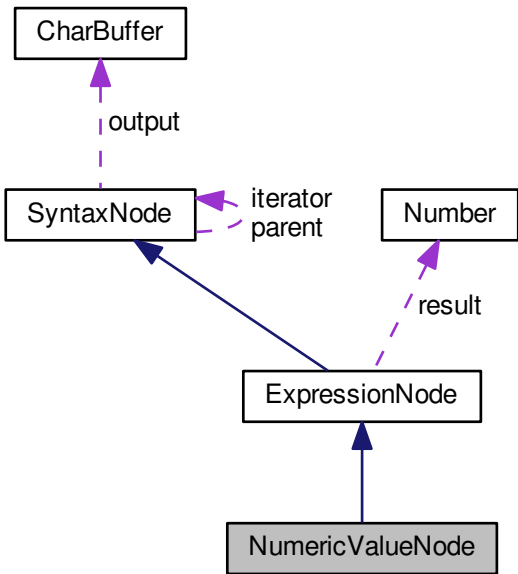 CharBuffer
output
SyntaxNode
iterator
parent
Number
result
ExpressionNode
NumericValueNode